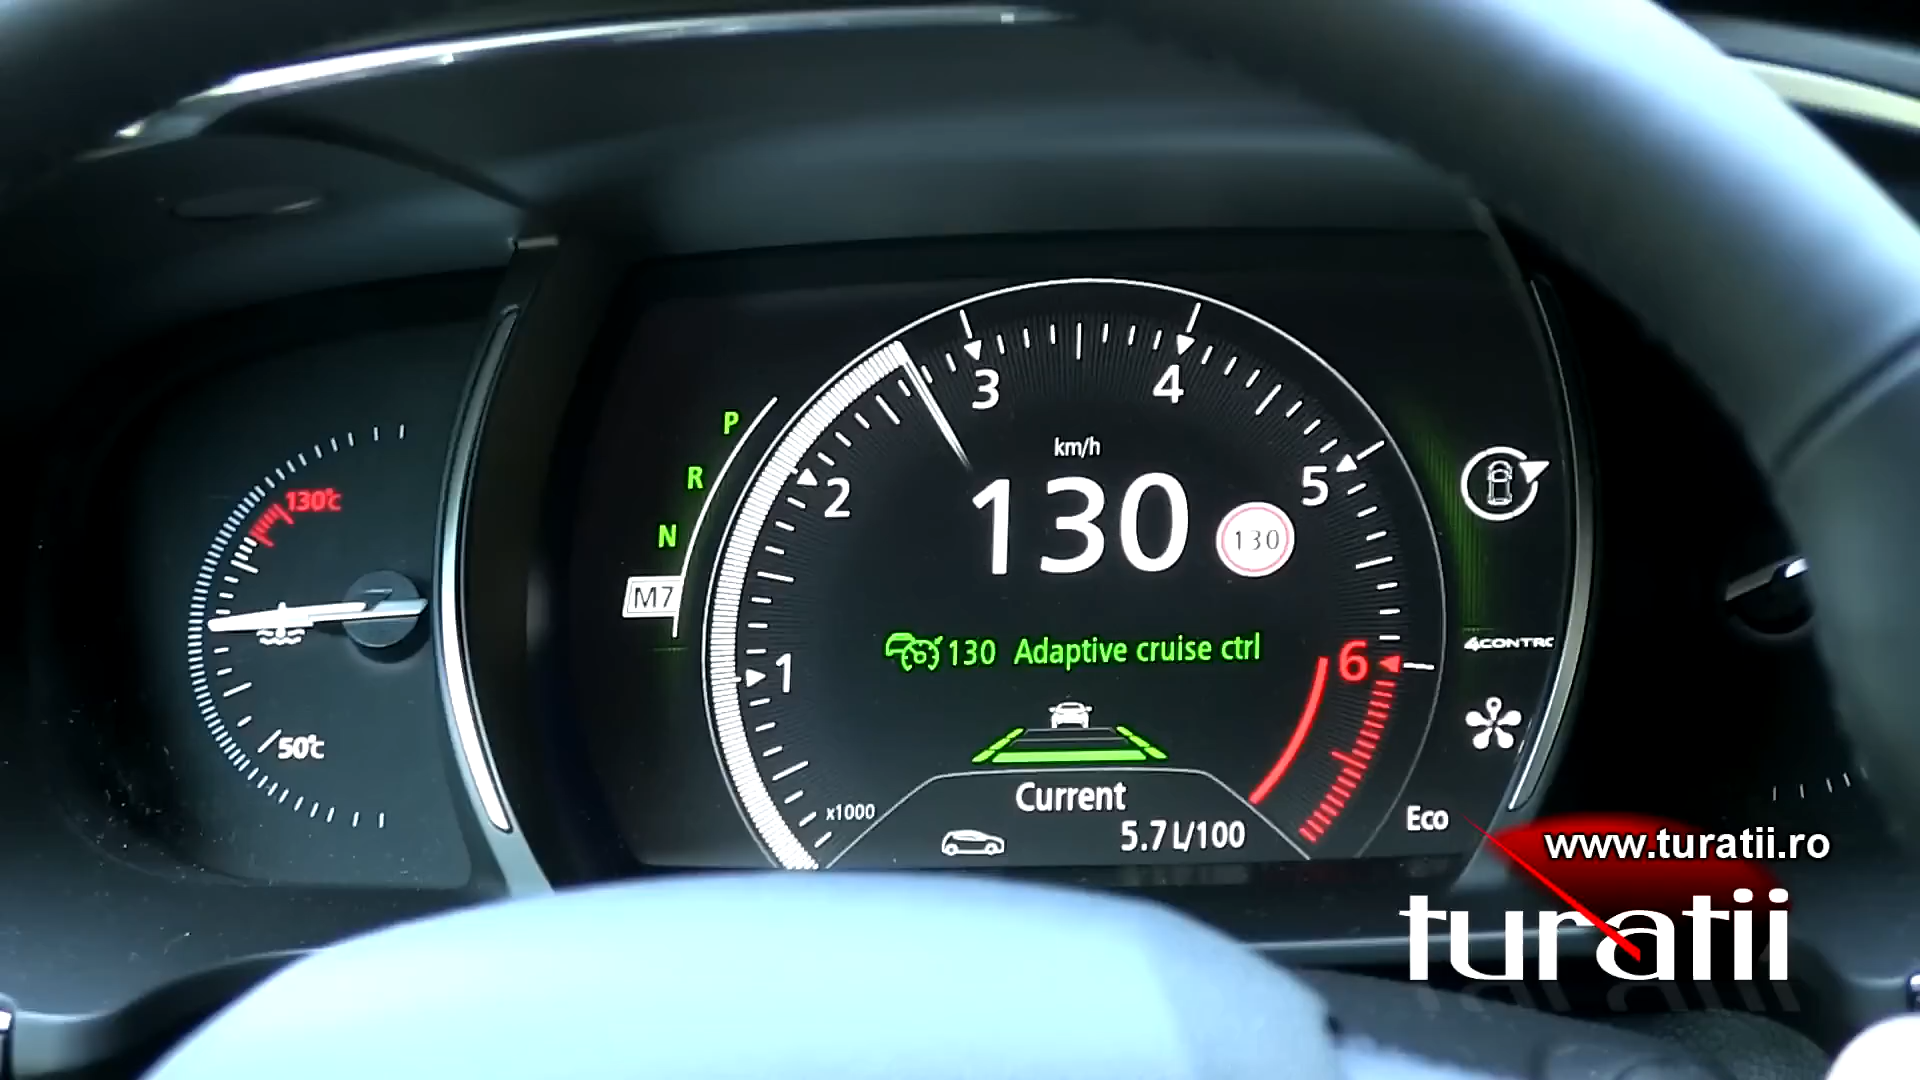 130°C
50°C
P
R
N
M7
1
2
3
4
5
6
x1000
km/h
130
130
130 Adaptive cruise ctrl
Current
5.7 L/100
4CONTRO
Eco
www.turatii.ro
turatii